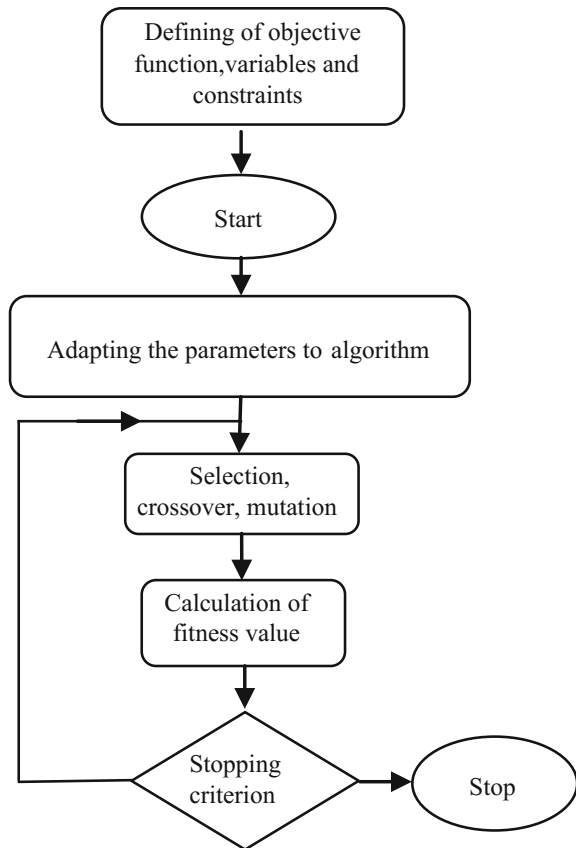 Defining of objective
function,variables and
constraints
Start
Adapting the parameters to algorithm
Selection,
crossover, mutation
Calculation of
fitness value
Stopping
criterion
Stop